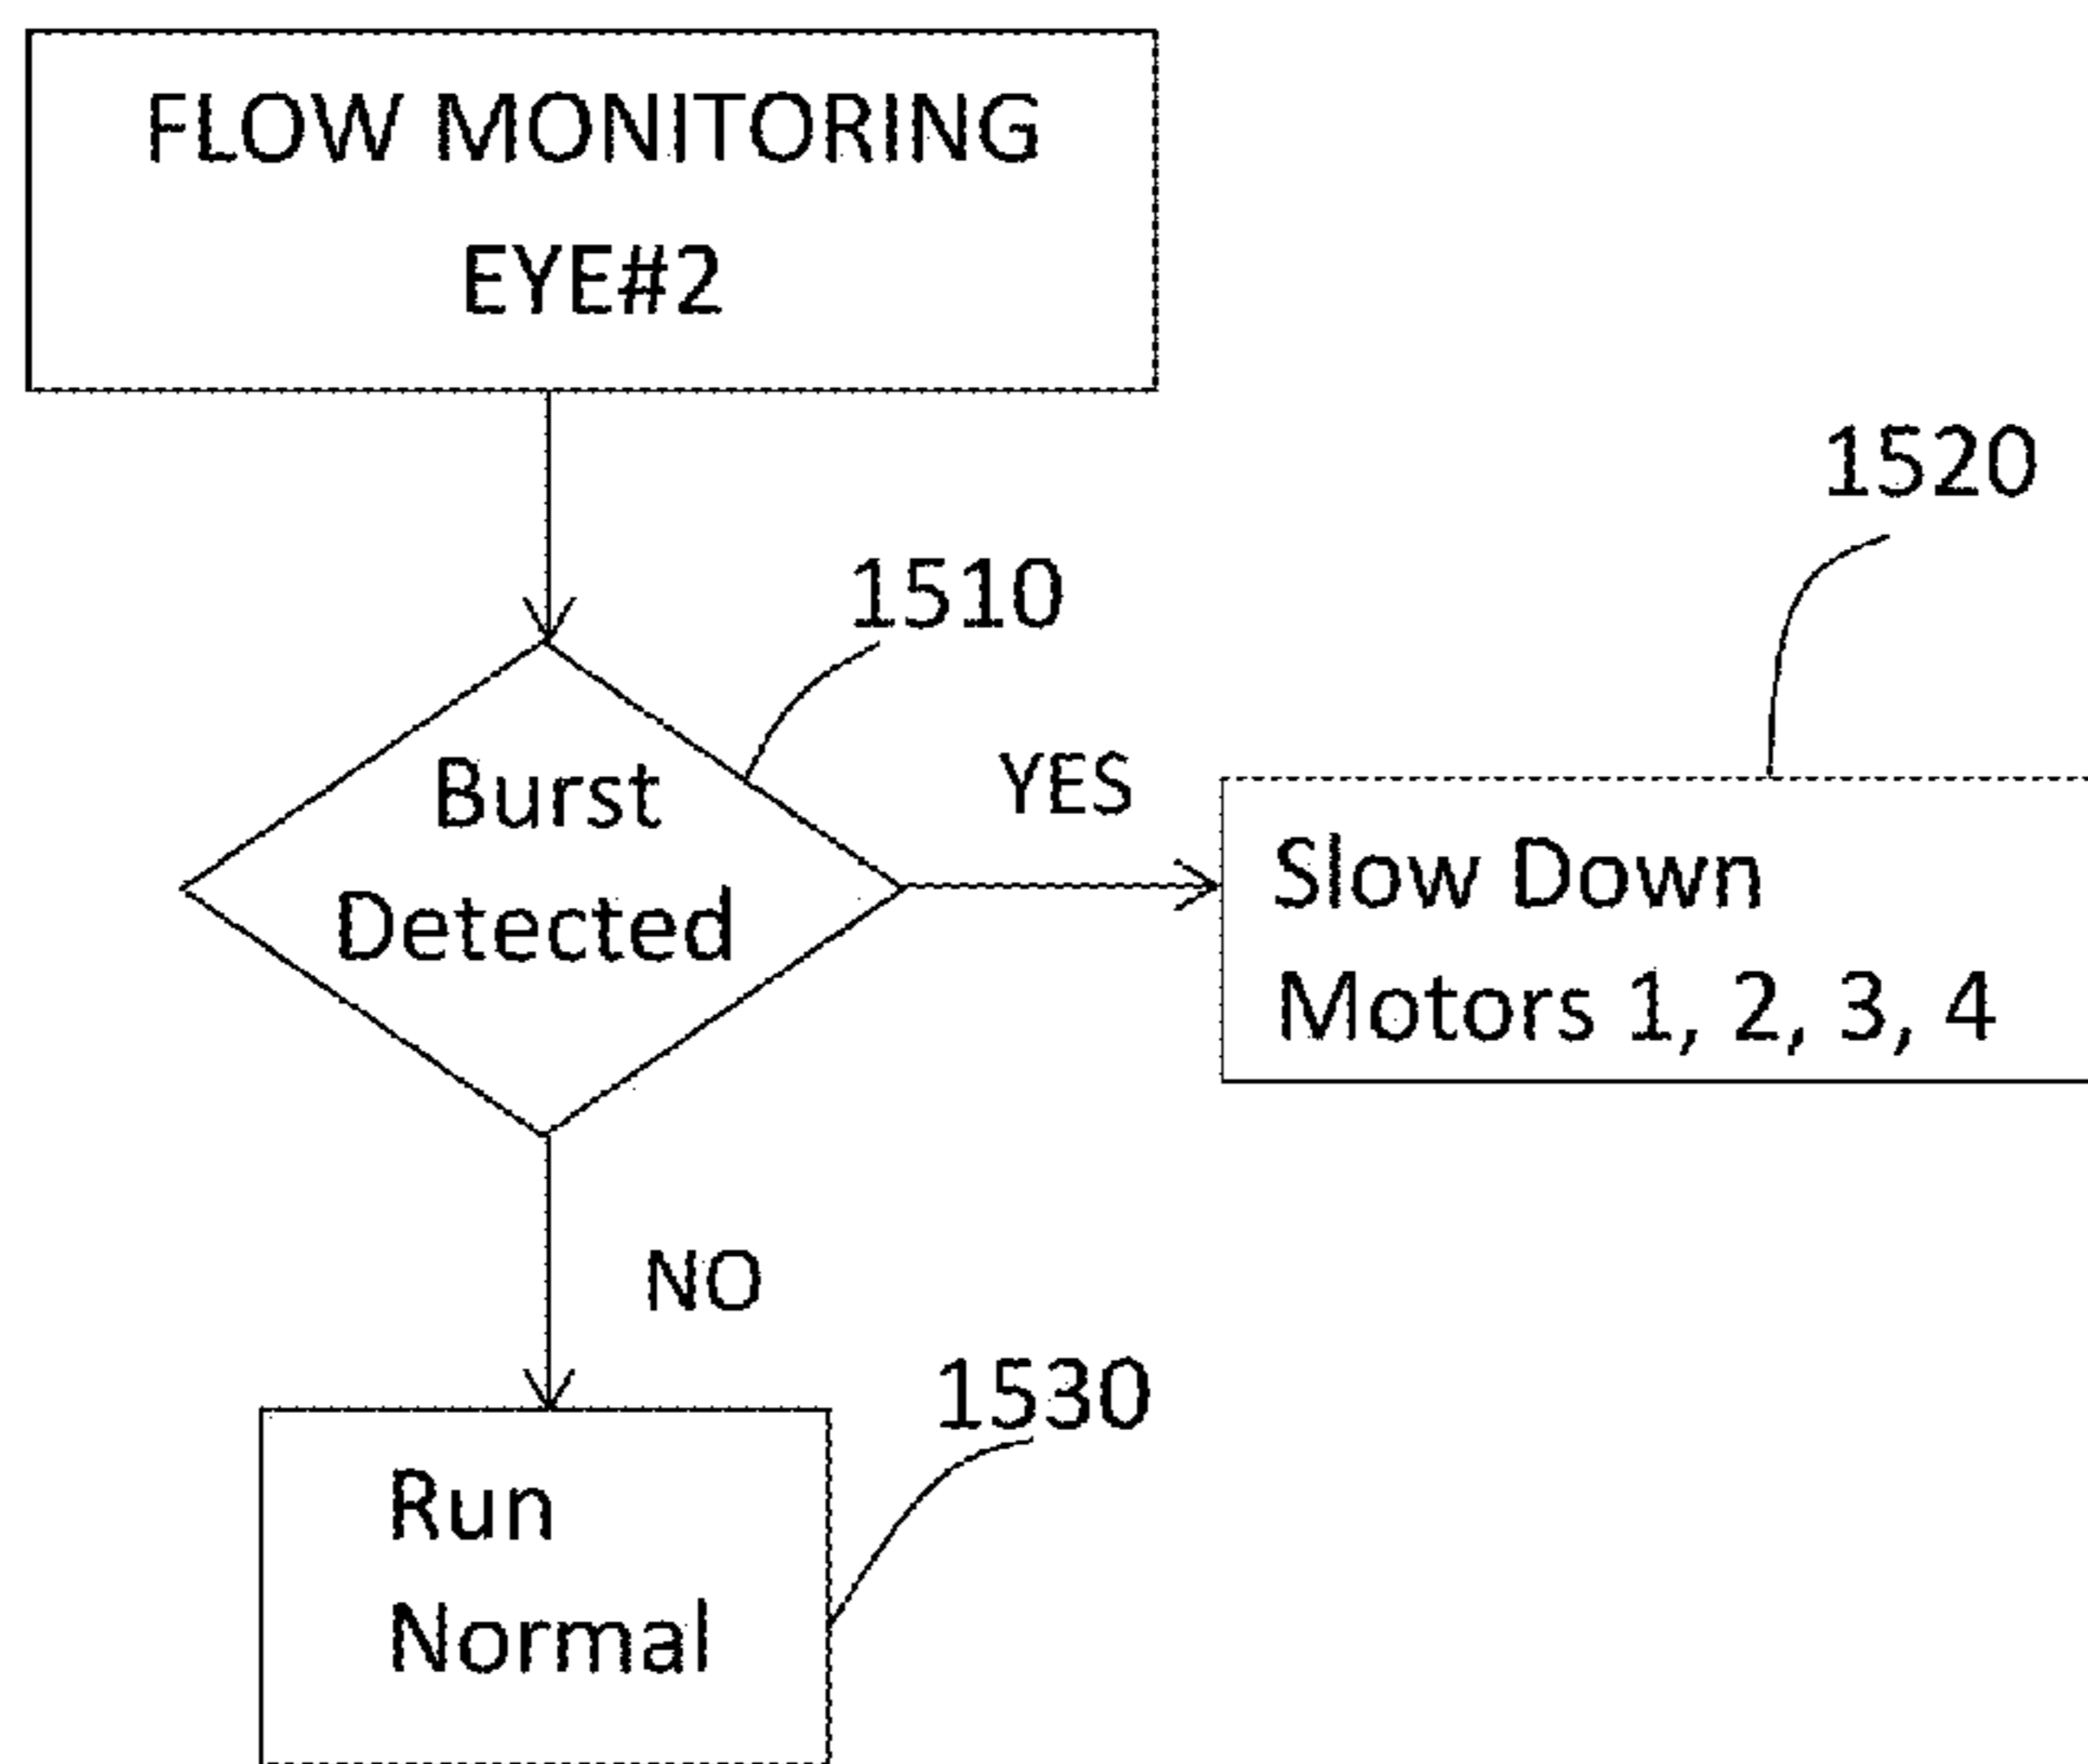 FLOW MONITORING
EYE#2
1520
1510
Burst
Detected
YES
Slow Down
Motors 1, 2, 3, 4
NO
1530
Run
Normal